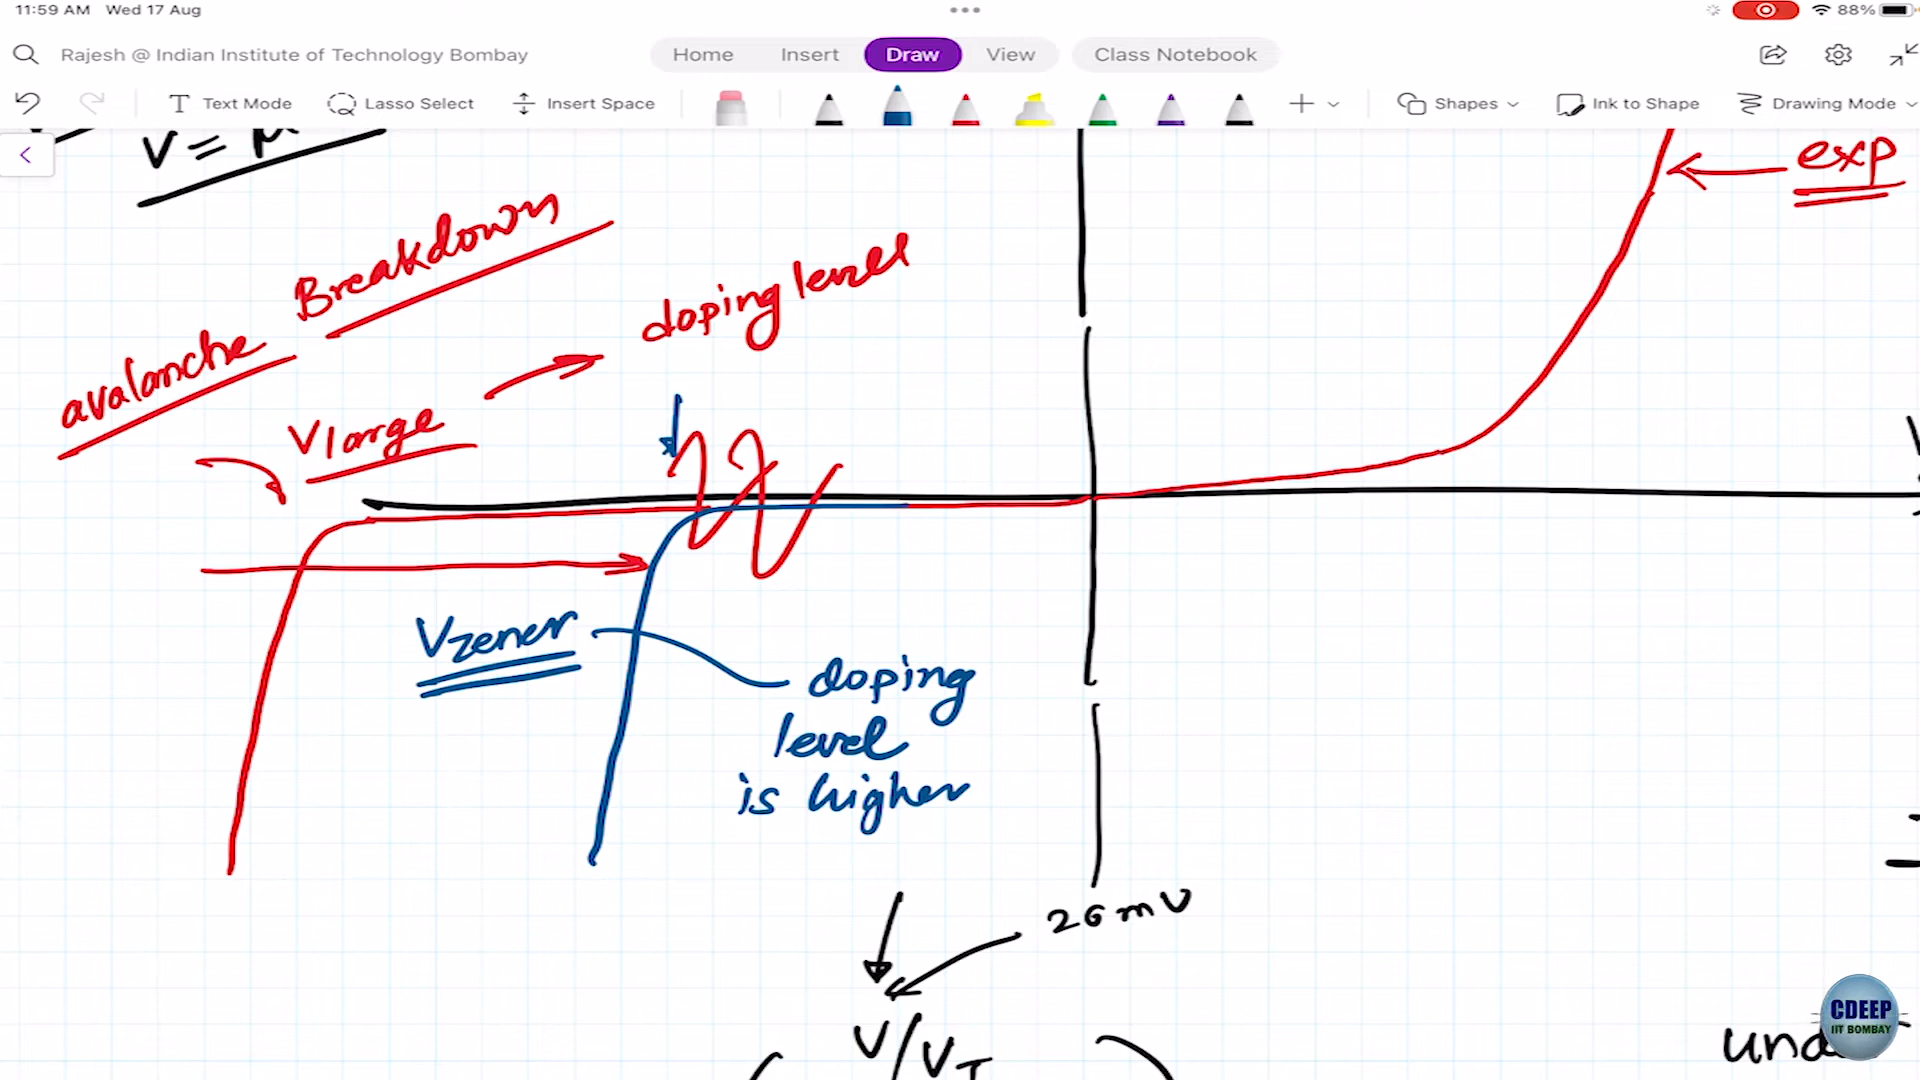 11:59 AM Wed 17 Aug
88%
Rajesh @ Indian Institute of Technology Bombay
Home Insert Draw View Class Notebook
Text Mode Lasso Select Insert Space Shapes Ink to Shape Drawing Mode
V =
exp
avalanche Breakdown
doping level
Vlarge
Vzener
doping
level
is higher
26mV
V/VT
CDEEP
IIT BOMBAY